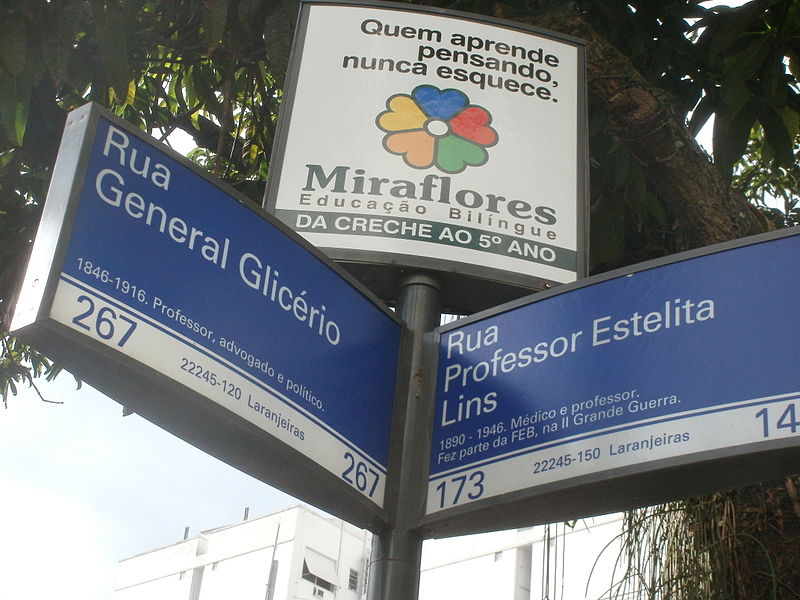 Quem aprende
pensando,
nunca esquece.
Miraflores
Educação Bilíngue
DA CRECHE AO 5º ANO
Rua
General Glicério
1846-1916. Professor, advogado e político.
267
22245-120 Laranjeiras
267
Rua
Professor Estelita
Lins
1890 - 1946. Médico e professor.
Fez parte da FEB, na II Grande Guerra.
173
22245-150 Laranjeiras
14